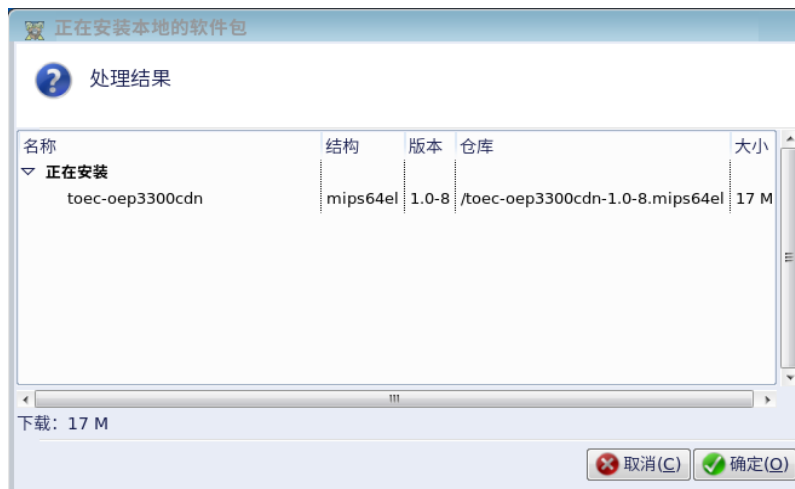 正在安装本地的软件包
处理结果
名称 结构 版本 仓库 大小
正在安装
toec-oep3300cdn mips64el 1.0-8 /toec-oep3300cdn-1.0-8.mips64el 17 M
下载：17 M
取消(C) 确定(O)